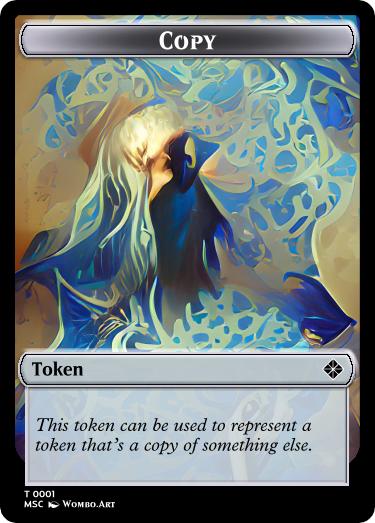 Copy
Token
This token can be used to represent a
token that's a copy of something else.
T 0001
MSC Wombo.Art